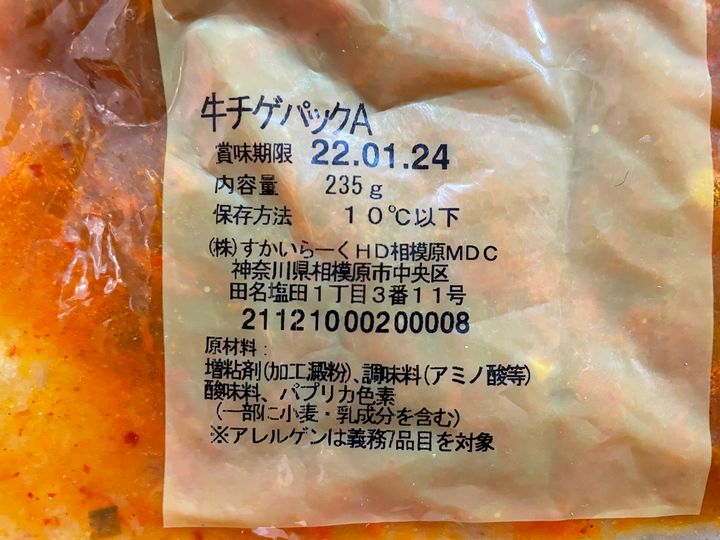 牛チゲパックA
賞味期限 22.01.24
内容量 235g
保存方法 10℃以下
(株)すかいらーくHD相模原MDC
神奈川県相模原市中央区
田名塩田1丁目3番11号
21121000200008
原材料:
増粘剤(加工澱粉)、調味料(アミノ酸等)
酸味料、パプリカ色素
(一部に小麦・乳成分を含む)
※アレルゲンは義務7品目を対象